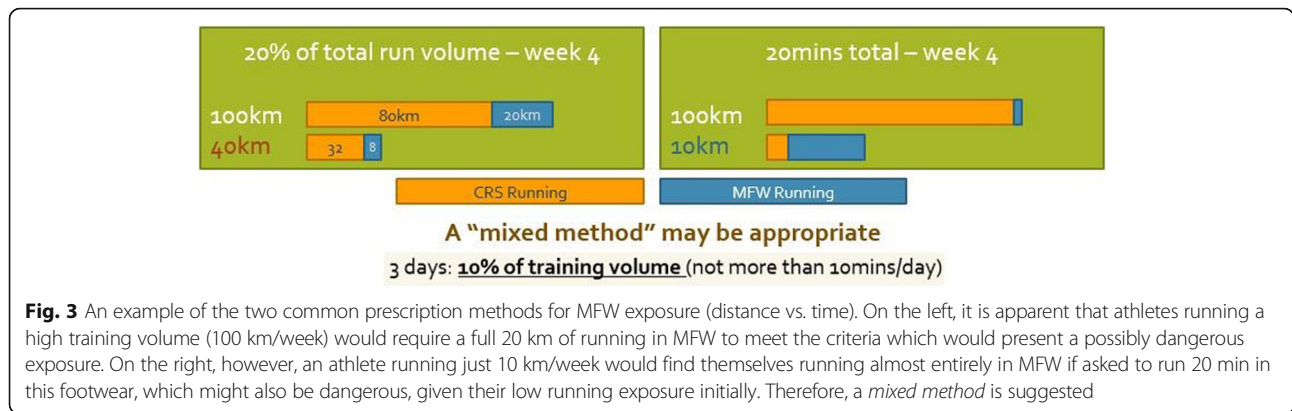 20% of total run volume – week 4
100km
80km
20km
40km
32
8
20mins total – week 4
100km
10km
CRS Running
MFW Running
A “mixed method” may be appropriate
3 days: 10% of training volume (not more than 10mins/day)
Fig. 3 An example of the two common prescription methods for MFW exposure (distance vs. time). On the left, it is apparent that athletes running a
high training volume (100 km/week) would require a full 20 km of running in MFW to meet the criteria which would present a possibly dangerous
exposure. On the right, however, an athlete running just 10 km/week would find themselves running almost entirely in MFW if asked to run 20 min in
this footwear, which might also be dangerous, given their low running exposure initially. Therefore, a mixed method is suggested